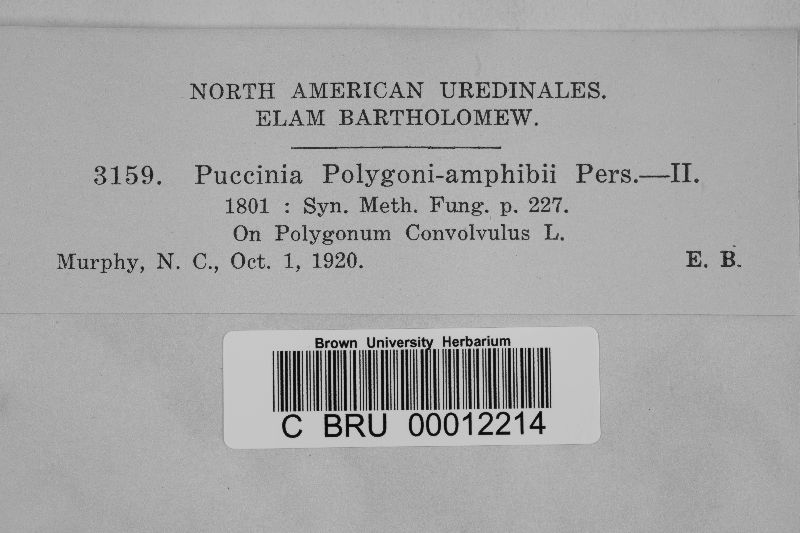 NORTH AMERICAN UREDINALES.
ELAM BARTHOLOMEW.
3159. Puccinia Polygoni-amphibii Pers.—II.
1801 : Syn. Meth. Fung. p. 227.
On Polygonum Convolvulus L.
Murphy, N. C., Oct. 1, 1920. E. B.
Brown University Herbarium
C BRU 00012214